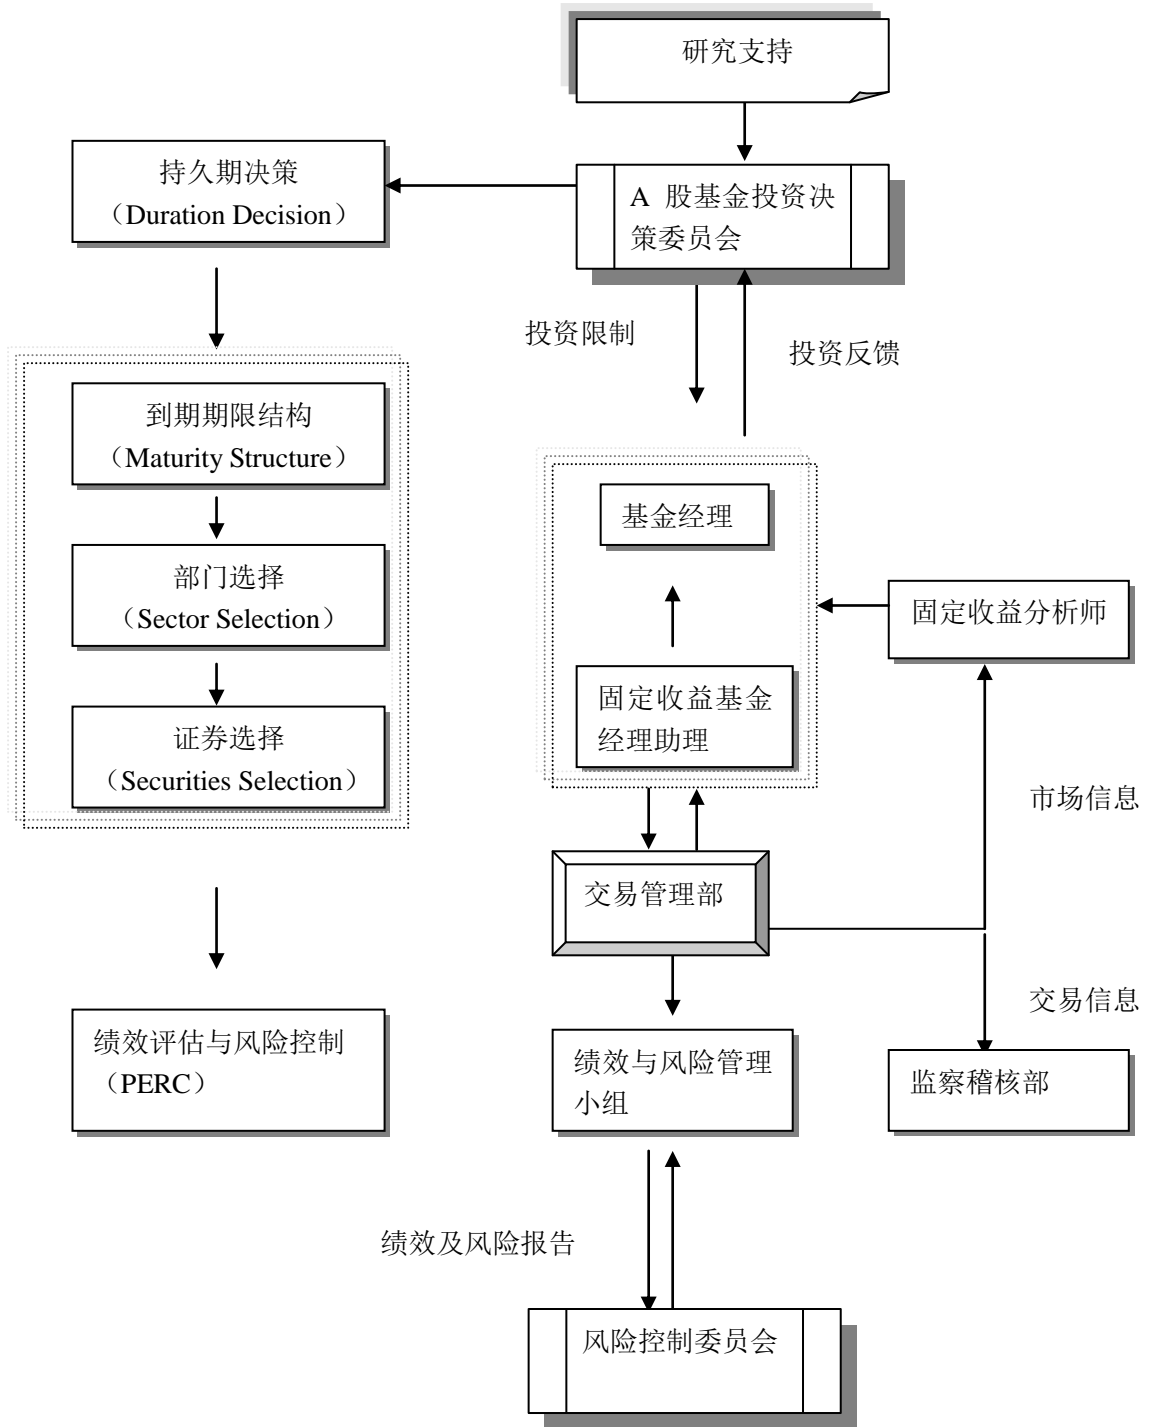 研究支持
持久期决策
（Duration Decision）
A 股基金投资决
策委员会
投资限制
投资反馈
到期期限结构
（Maturity Structure）
基金经理
部门选择
（Sector Selection）
固定收益分析师
固定收益基金
经理助理
证券选择
（Securities Selection）
市场信息
交易管理部
交易信息
绩效评估与风险控制
（PERC）
绩效与风险管理
小组
监察稽核部
绩效及风险报告
风险控制委员会